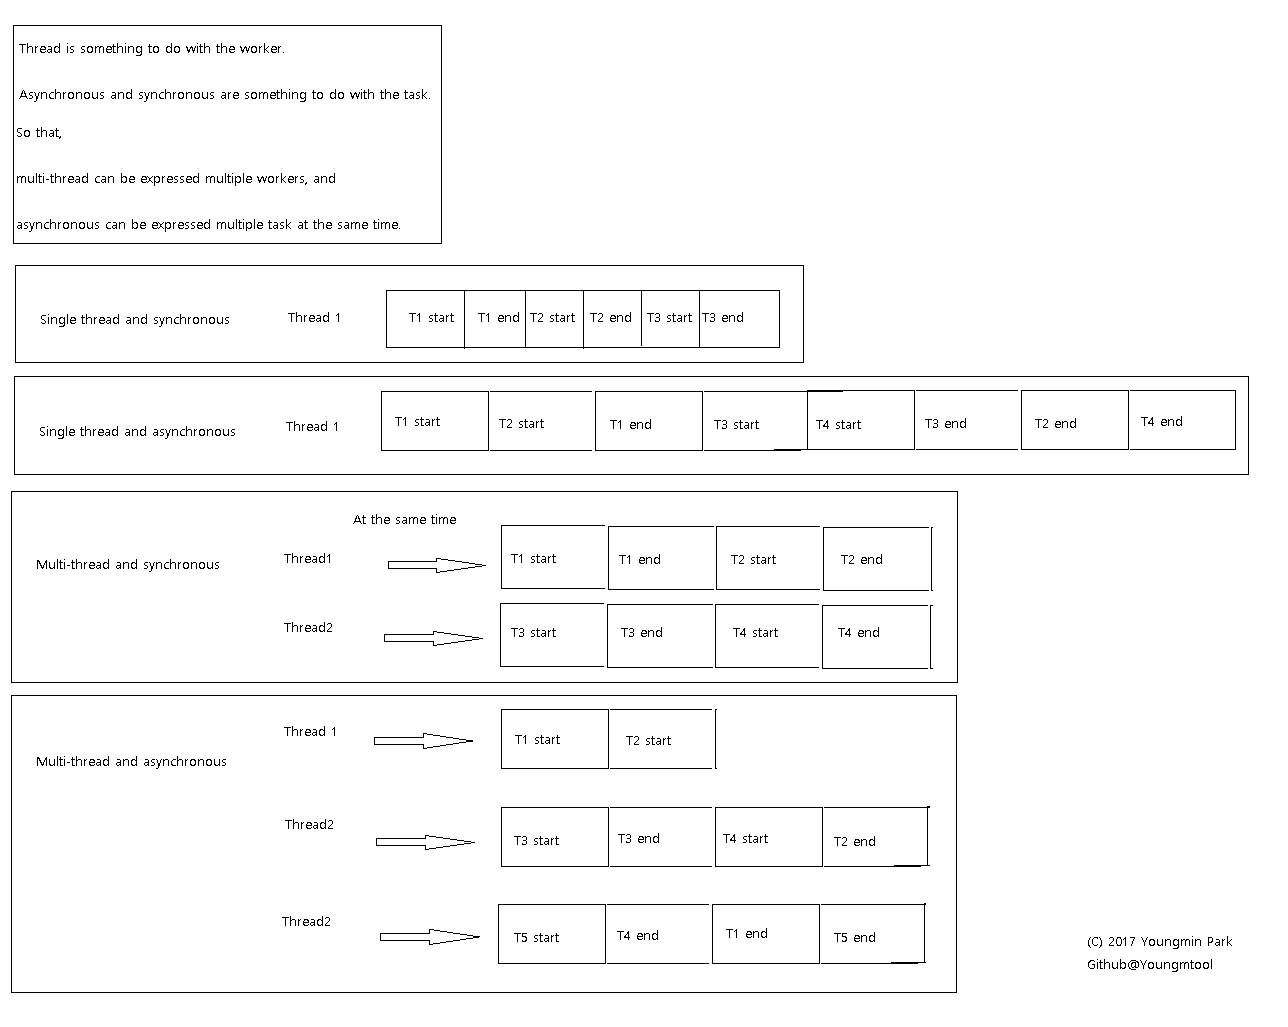 Thread is something to do with the worker.
Asynchronous and synchronous are something to do with the task.
So that,
multi-thread can be expressed multiple workers, and
asynchronous can be expressed multiple task at the same time.
Single thread and synchronous Thread 1 T1 start T1 end T2 start T2 end T3 start T3 end
Single thread and asynchronous Thread 1 T1 start T2 start T1 end T3 start T4 start T3 end T2 end T4 end
At the same time
Multi-thread and synchronous Thread1 T1 start T1 end T2 start T2 end
Thread2 T3 start T3 end T4 start T4 end
Thread 1 T1 start T2 start
Multi-thread and asynchronous
Thread2 T3 start T3 end T4 start T2 end
Thread2 T5 start T4 end T1 end T5 end
(C) 2017 Youngmin Park
Github@Youngmtool